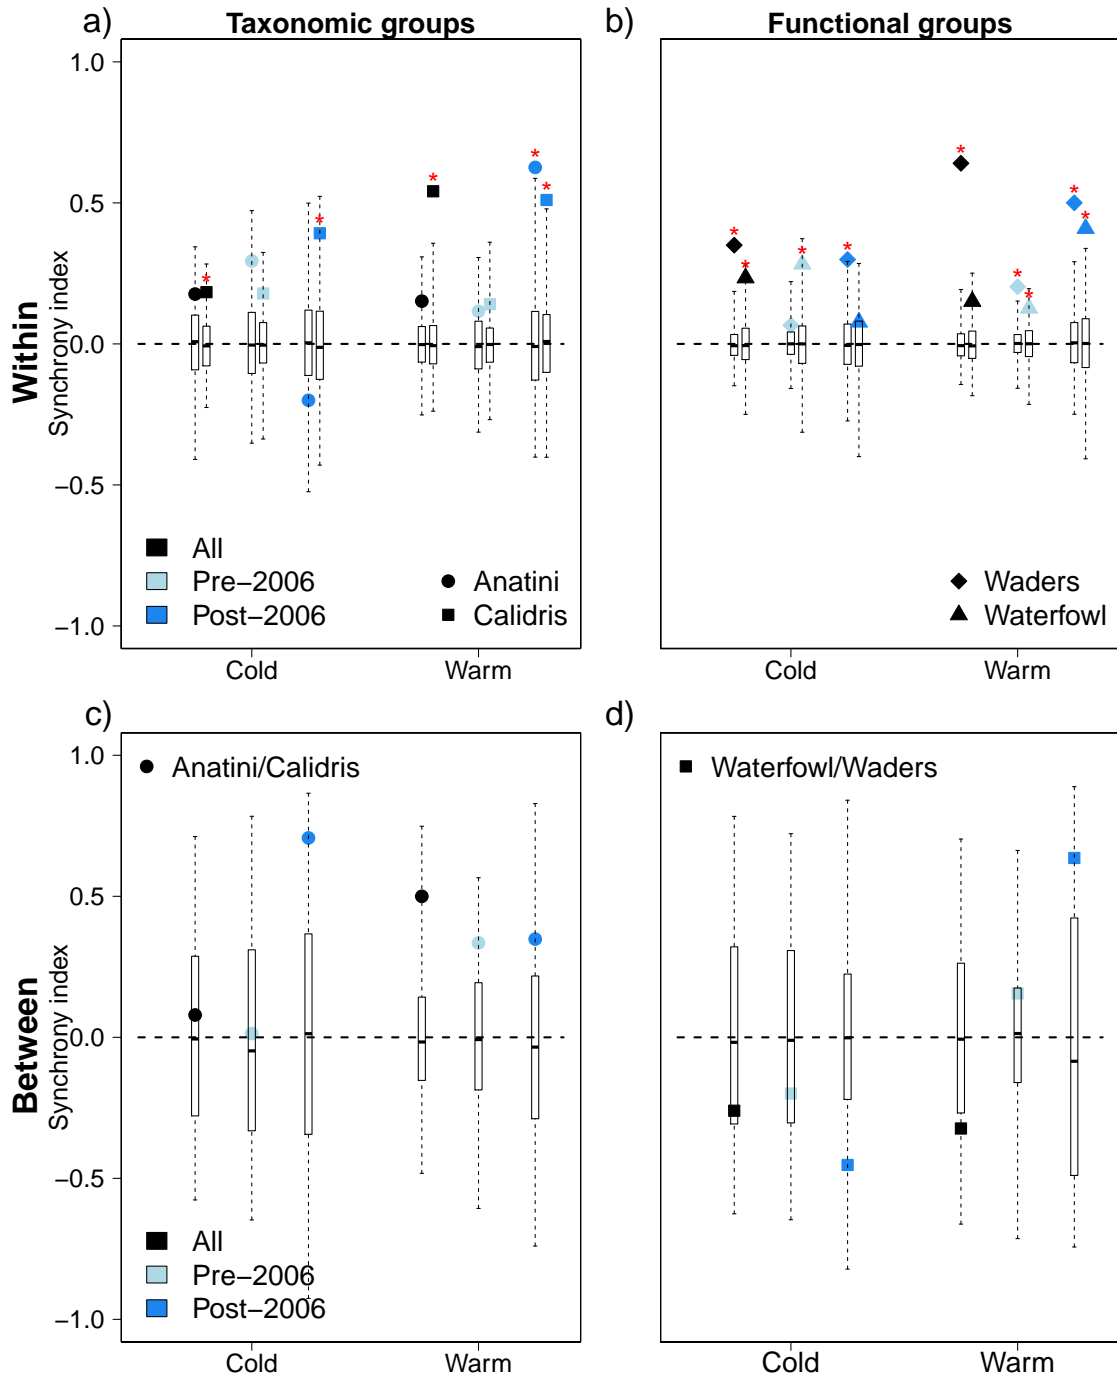 a)
Taxonomic groups
b)
Functional groups
Within
Synchrony index
1.0
0.5
0.0
−0.5
−1.0
*
*
*
*
*
*
*
*
*
*
*
*
*
*
All
Pre−2006
Post−2006
Anatini
Calidris
Waders
Waterfowl
Cold
Warm
Cold
Warm
c)
d)
Between
Synchrony index
1.0
0.5
0.0
−0.5
−1.0
Anatini/Calidris
Waterfowl/Waders
All
Pre−2006
Post−2006
Cold
Warm
Cold
Warm